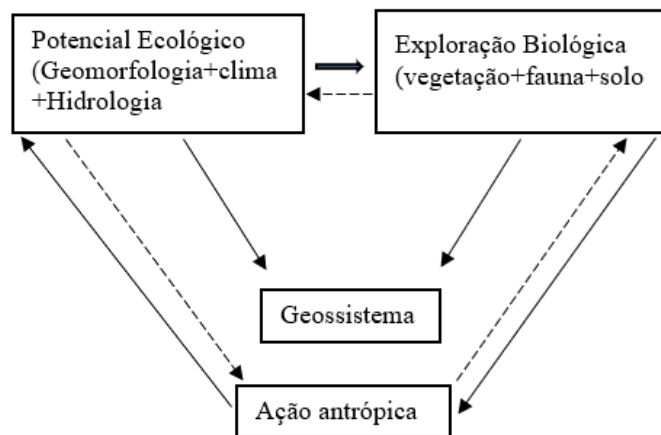 Potencial Ecológico
(Geomorfologia+clima
+Hidrologia
Exploração Biológica
(vegetação+fauna+solo
Geossistema
Ação antrópica